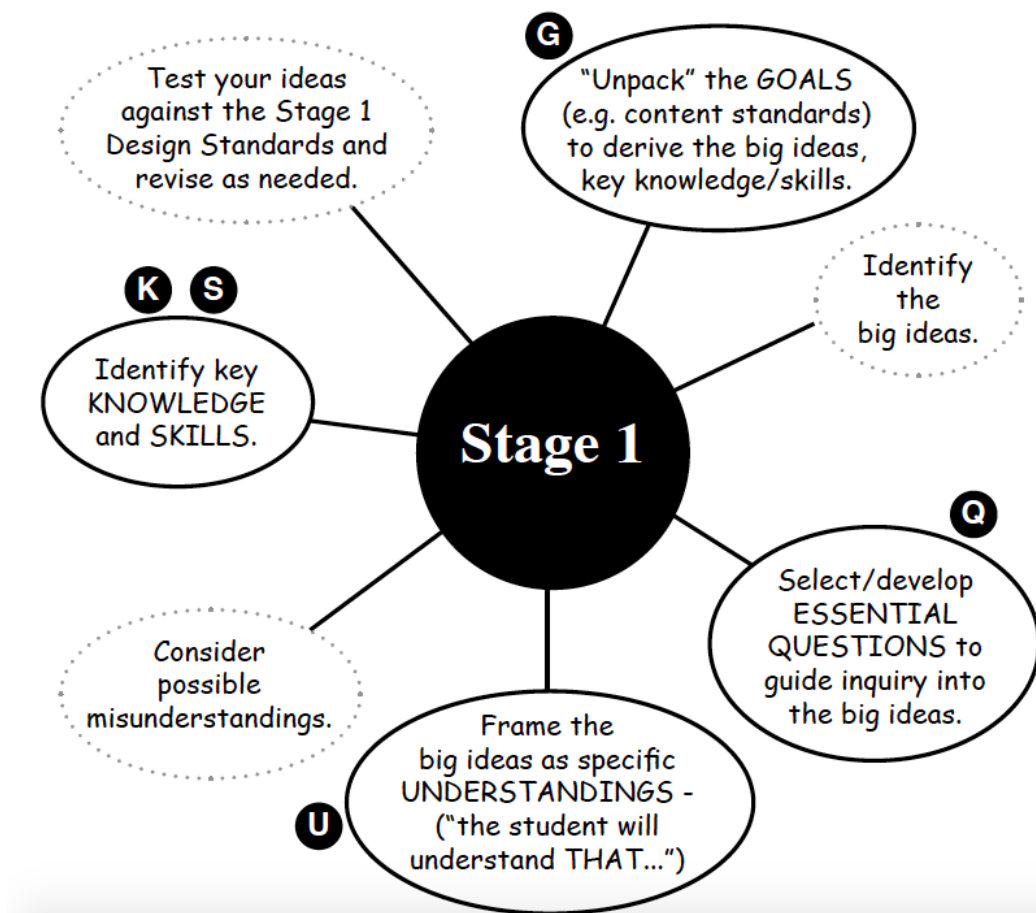 G
"Unpack" the GOALS
(e.g. content standards)
to derive the big ideas,
key knowledge/skills.
Identify
the
big ideas.
Q
Select/develop
ESSENTIAL
QUESTIONS to
guide inquiry into
the big ideas.
U
Frame the
big ideas as specific
UNDERSTANDINGS -
("the student will
understand THAT...")
Consider
possible
misunderstandings.
K S
Identify key
KNOWLEDGE
and SKILLS.
Test your ideas
against the Stage 1
Design Standards and
revise as needed.
Stage 1